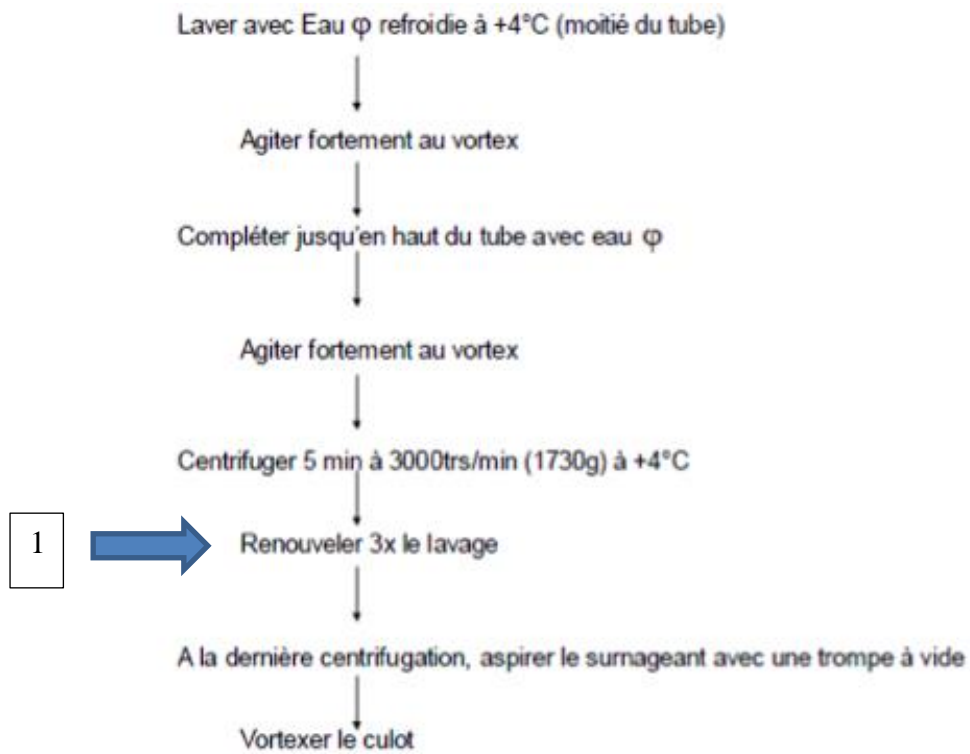 Laver avec Eau φ refroidie à +4°C (moitié du tube)
Agiter fortement au vortex
Compléter jusqu'en haut du tube avec eau φ
Agiter fortement au vortex
Centrifuger 5 min à 3000trs/min (1730g) à +4°C
1
Renouveler 3x le lavage
A la dernière centrifugation, aspirer le surnageant avec une trompe à vide
Vortexer le culot